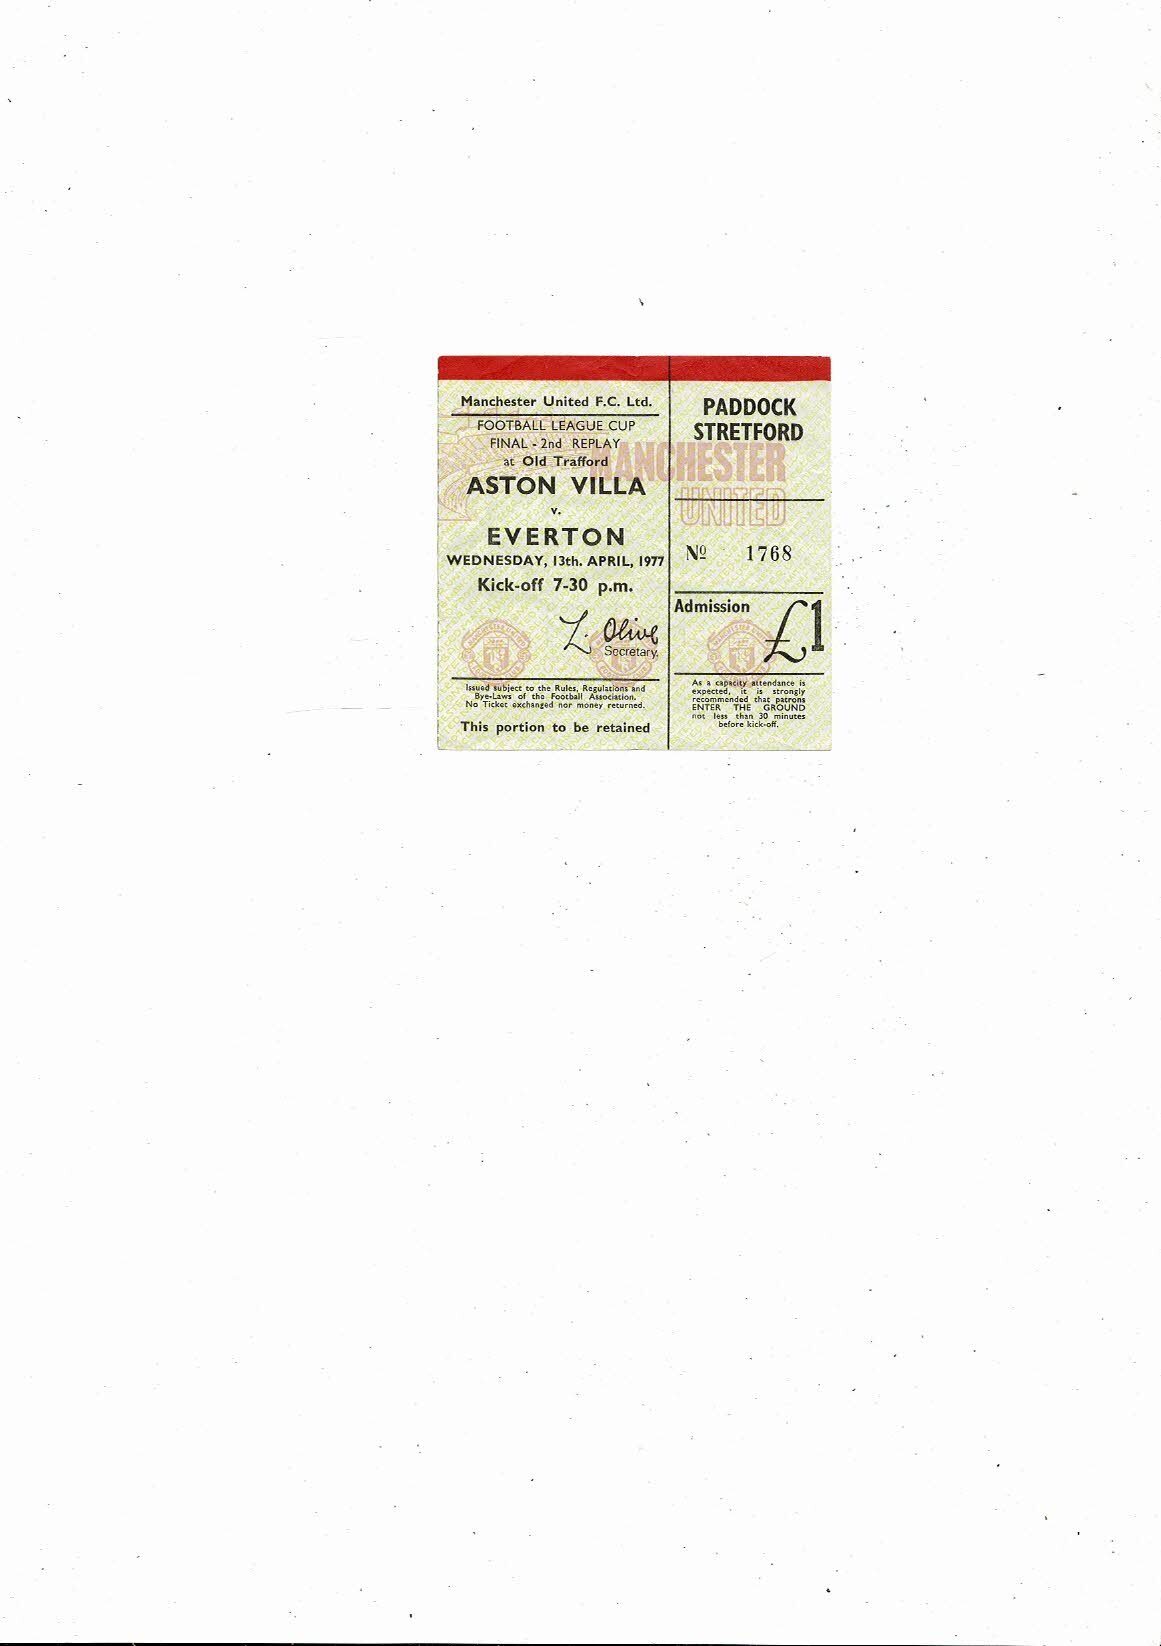 Manchester United F.C. Ltd.
FOOTBALL LEAGUE CUP
FINAL - 2nd REPLAY
at Old Trafford
ASTON VILLA
v.
EVERTON
WEDNESDAY, 13th. APRIL, 1977
Kick-off 7-30 p.m.
L. Olive
Secretary.
Issued subject to the Rules, Regulations and
Bye-Laws of the Football Association.
No Ticket exchanged nor money returned.
This portion to be retained
PADDOCK
STRETFORD
MANCHESTER
UNITED
Nº 1768
Admission £1
As a capacity attendance is
expected, it is strongly
recommended that patrons
ENTER THE GROUND
not less than 30 minutes
before kick-off.